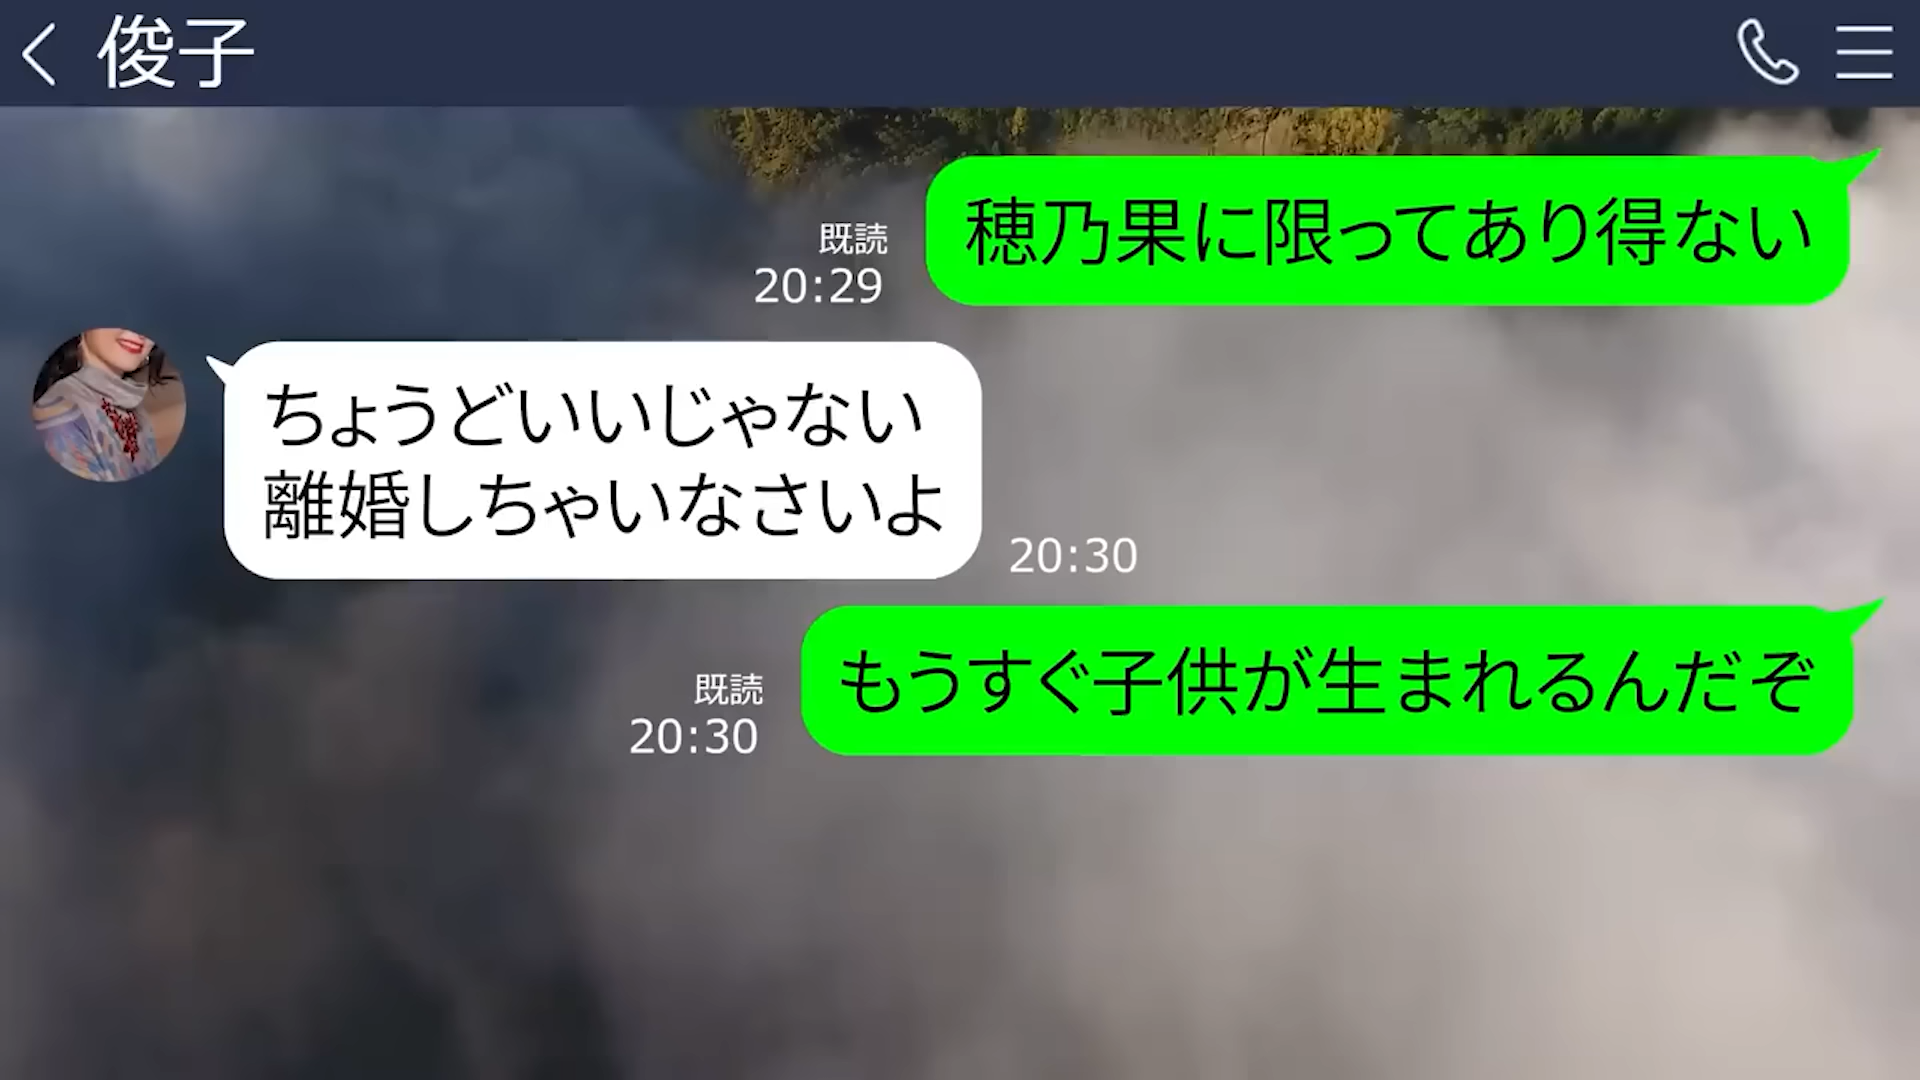 俊子
穂乃果に限ってあり得ない
既読
20:29
ちょうどいいじゃない
離婚しちゃいなさいよ
20:30
もうすぐ子供が生まれるんだぞ
既読
20:30